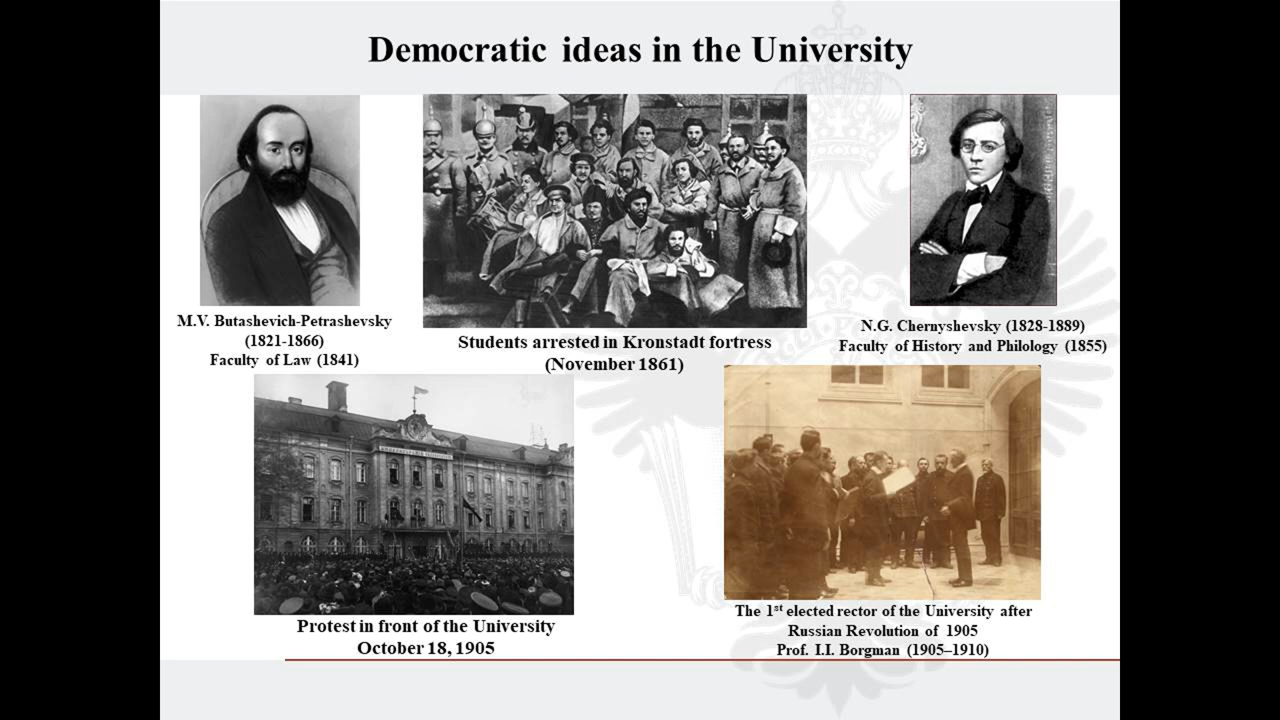 Democratic ideas in the University
M.V. Butashevich-Petrashevsky
(1821-1866)
Faculty of Law (1841)
Students arrested in Kronstadt fortress
(November 1861)
N.G. Chernyshevsky (1828-1889)
Faculty of History and Philology (1855)
Protest in front of the University
October 18, 1905
The 1st elected rector of the University after
Russian Revolution of 1905
Prof. I.I. Borgman (1905–1910)